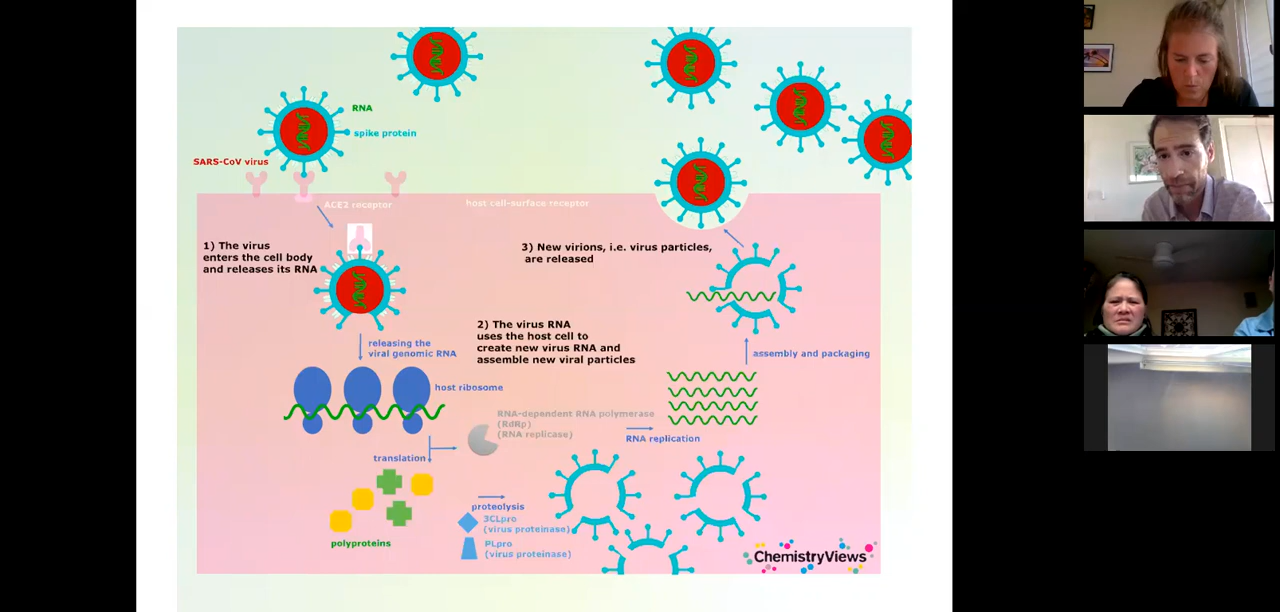 RNA
spike protein
SARS-CoV virus
ACE2 roceptor
host cell-surface receptor
1) The virus
enters the cell body
and releases its RNA
3) New virions, i.e. virus particles,
are released
2) The virus RNA
uses the host cell to
create new virus RNA and
assemble new viral particles
releasing the
viral genomic RNA
assembly and packaging
host ribosome
RNA-dependent RNA polymerase
(RdRp)
(RNA replicase)
RNA replication
translation
proteolysis
3CLpro
(virus proteinase)
PLpro
(virus proteinase)
polyproteins
ChemistryViews